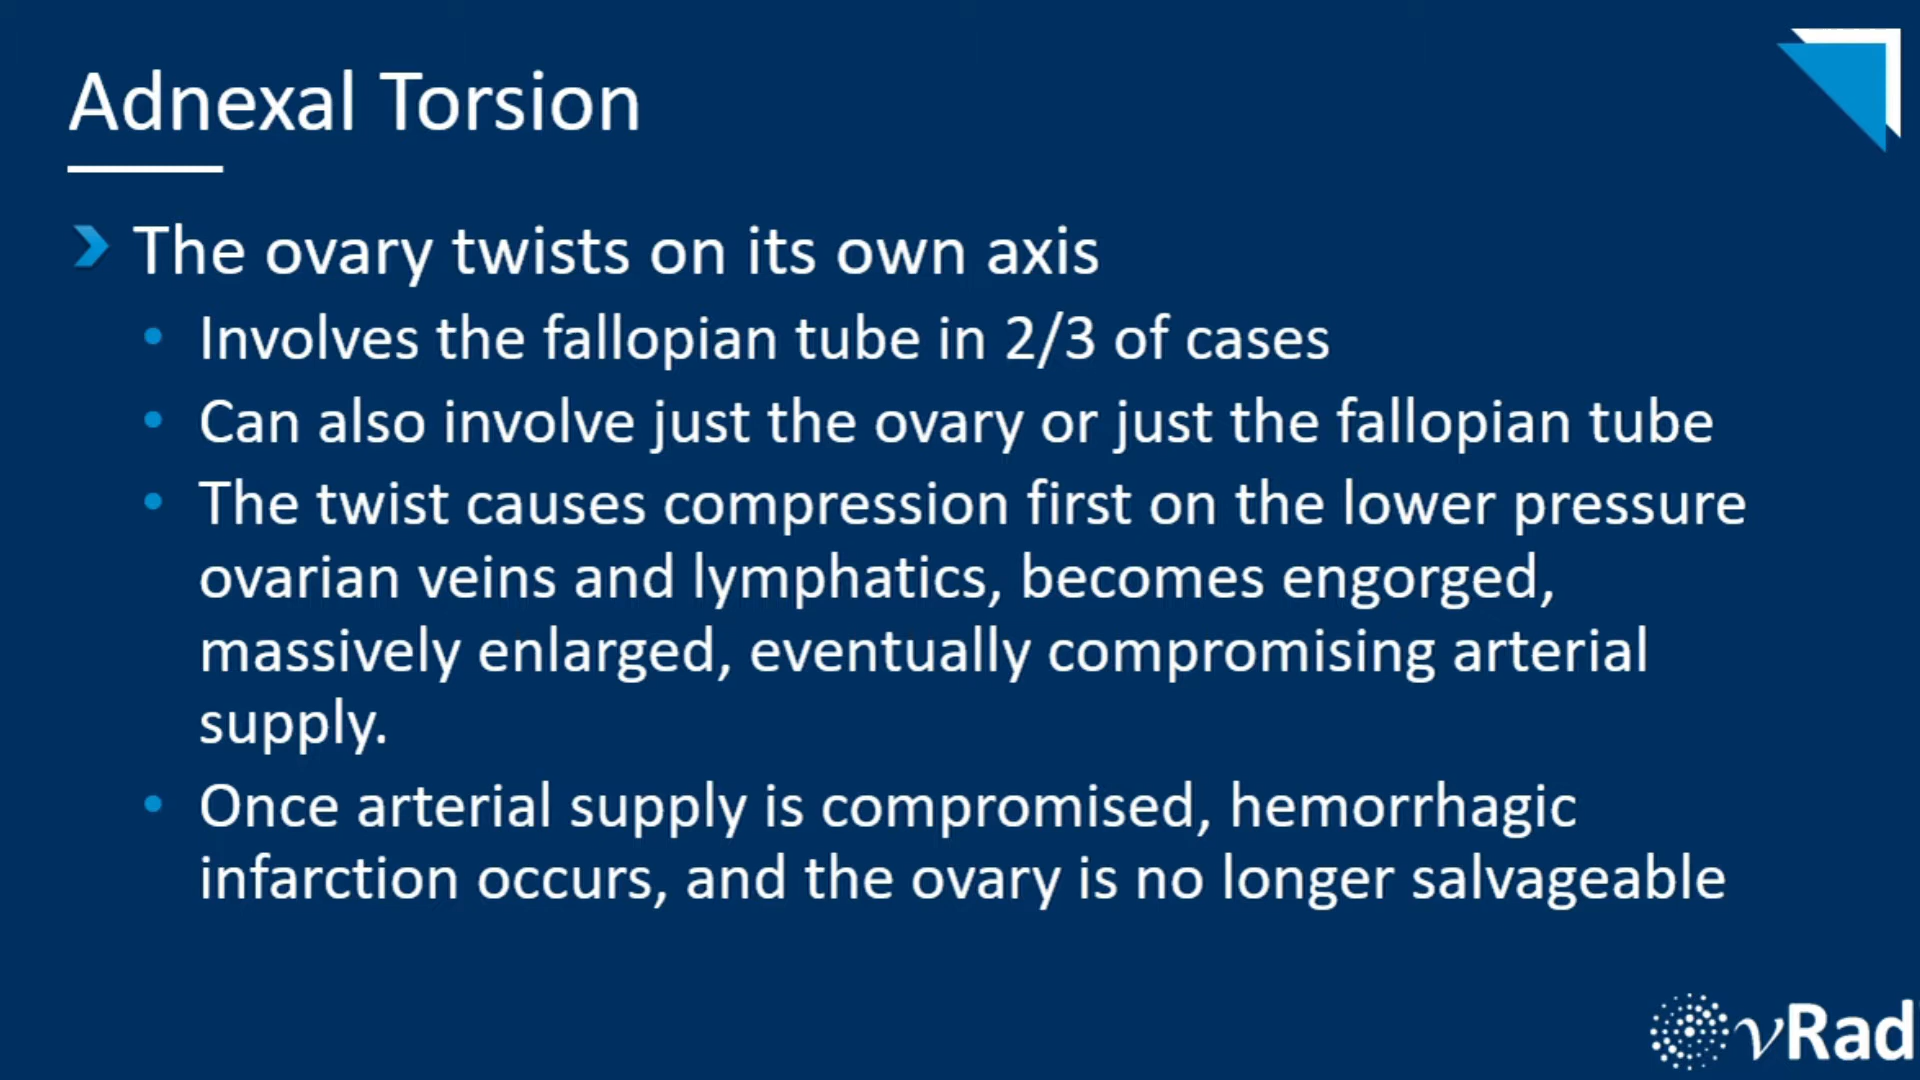 Adnexal Torsion
The ovary twists on its own axis
Involves the fallopian tube in 2/3 of cases
Can also involve just the ovary or just the fallopian tube
The twist causes compression first on the lower pressure
ovarian veins and lymphatics, becomes engorged,
massively enlarged, eventually compromising arterial
supply.
Once arterial supply is compromised, hemorrhagic
infarction occurs, and the ovary is no longer salvageable
vRad